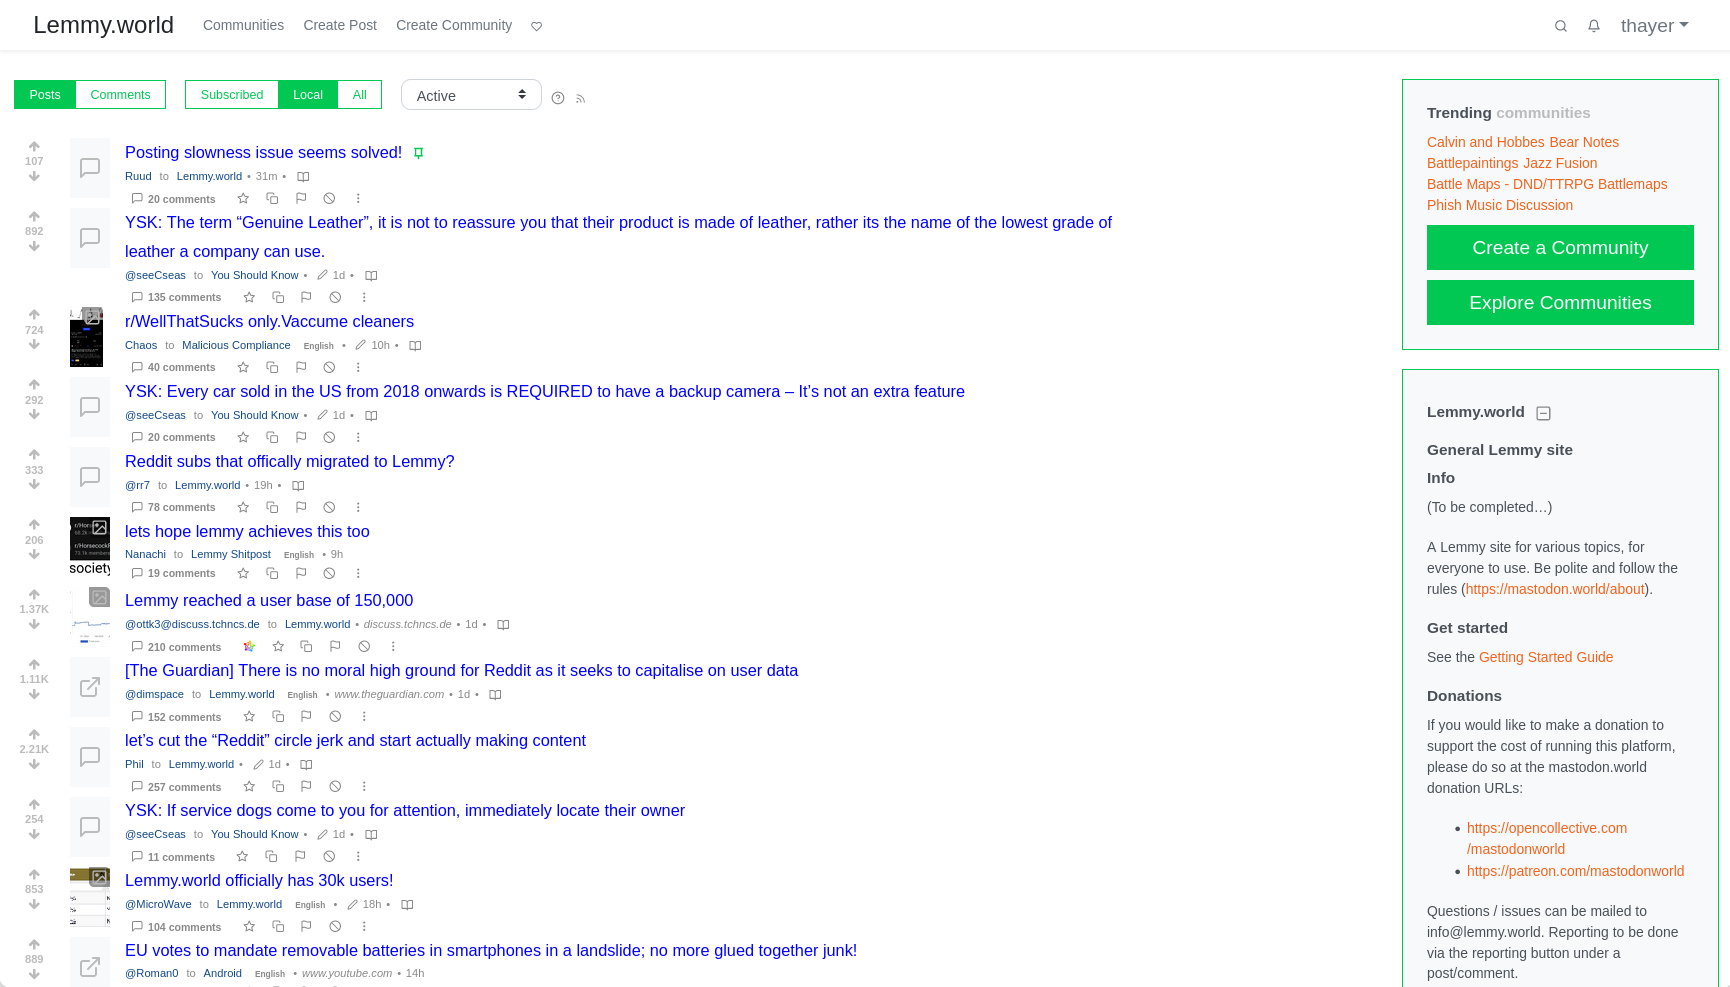 Lemmy.world Communities Create Post Create Community thayer
Posts Comments Subscribed Local All Active
107
Posting slowness issue seems solved!
Ruud to Lemmy.world • 31m •
20 comments
892
YSK: The term “Genuine Leather”, it is not to reassure you that their product is made of leather, rather its the name of the lowest grade of
leather a company can use.
@seeCseas to You Should Know • 1d •
135 comments
724
r/WellThatSucks only.Vaccume cleaners
Chaos to Malicious Compliance English • 10h •
40 comments
292
YSK: Every car sold in the US from 2018 onwards is REQUIRED to have a backup camera – It’s not an extra feature
@seeCseas to You Should Know • 1d •
20 comments
333
Reddit subs that offically migrated to Lemmy?
@rr7 to Lemmy.world • 19h •
78 comments
206
society
lets hope lemmy achieves this too
Nanachi to Lemmy Shitpost English • 9h
19 comments
1.37K
Lemmy reached a user base of 150,000
@ottk3@discuss.tchncs.de to Lemmy.world • discuss.tchncs.de • 1d •
210 comments
1.11K
[The Guardian] There is no moral high ground for Reddit as it seeks to capitalise on user data
@dimspace to Lemmy.world English • www.theguardian.com • 1d •
152 comments
2.21K
let’s cut the “Reddit” circle jerk and start actually making content
Phil to Lemmy.world • 1d •
257 comments
254
YSK: If service dogs come to you for attention, immediately locate their owner
@seeCseas to You Should Know • 1d •
11 comments
853
Lemmy.world officially has 30k users!
@MicroWave to Lemmy.world English • 18h •
104 comments
889
EU votes to mandate removable batteries in smartphones in a landslide; no more glued together junk!
@Roman0 to Android English • www.youtube.com • 14h
Trending communities
Calvin and Hobbes Bear Notes
Battlepaintings Jazz Fusion
Battle Maps - DND/TTRPG Battlemaps
Phish Music Discussion
Create a Community
Explore Communities
Lemmy.world
General Lemmy site
Info
(To be completed…)
A Lemmy site for various topics, for
everyone to use. Be polite and follow the
rules (https://mastodon.world/about).
Get started
See the Getting Started Guide
Donations
If you would like to make a donation to
support the cost of running this platform,
please do so at the mastodon.world
donation URLs:
• https://opencollective.com
/mastodonworld
• https://patreon.com/mastodonworld
Questions / issues can be mailed to
info@lemmy.world. Reporting to be done
via the reporting button under a
post/comment.